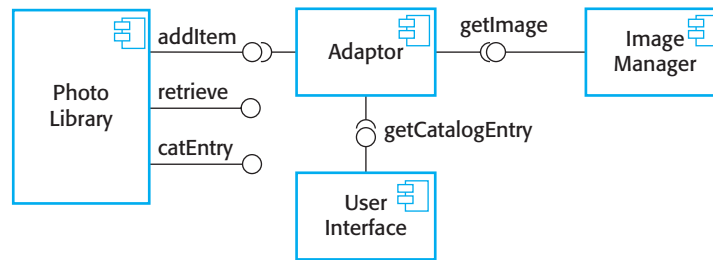 addItem
Adaptor
getImage
Image
Manager
Photo
Library
retrieve
catEntry
getCatalogEntry
User
Interface